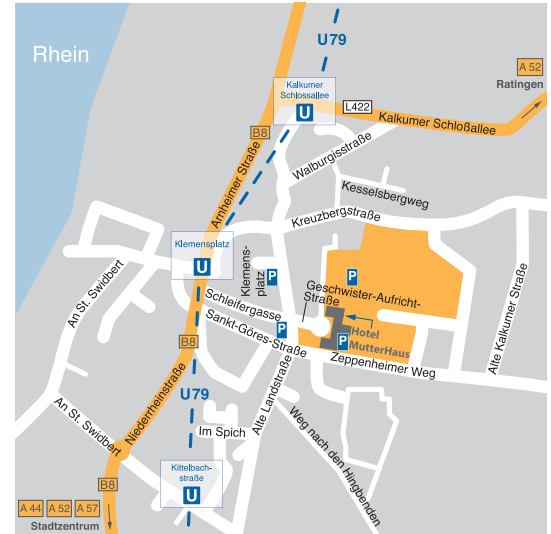 U79
Rhein
A 52
Ratingen
Kalkumer
Schlossallee
U
L422
Kalkumer Schloßallee
B8
Arnheimer Straße
Walburgisstraße
Kesselsbergweg
Kreuzbergstraße
Klemensplatz
U
Klemens-
platz
P
P
An St. Swidbert
Geschwister-Aufricht-
Straße
Schleifergasse
P
Sankt-Göres-Straße
Hotel
MutterHaus
P
Alte Kalkumer Straße
B8
Zeppenheimer Weg
Niederrheinstraße
U79
Alte Landstraße
An St. Swidbert
Im Spich
Weg nach den Hingbenden
Kittelbach-
straße
U
B8
A 44 A 52 A 57
Stadtzentrum